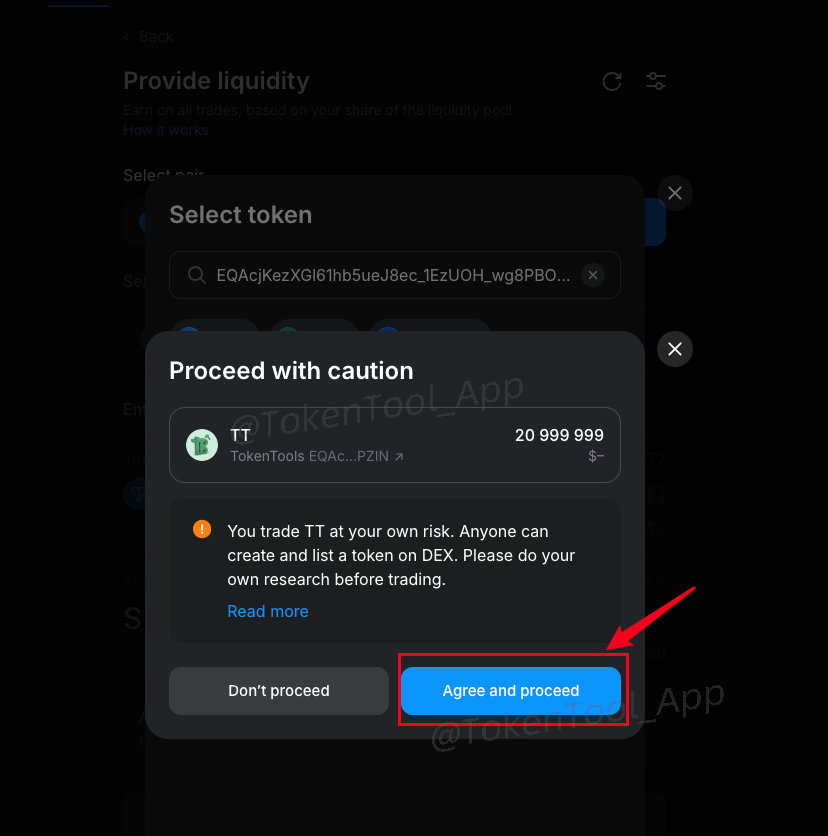 Back
Provide liquidity
Earn on all trades, based on your share of the liquidity pool.
How it works
Select pair
Select token
EQAcjKezXGl61hb5ueJ8ec_1EzUOH_wg8PBO...
Proceed with caution
@TokenTool_App
TT
20 999 999
TokenTools EQAc...PZIN ↗
$–
You trade TT at your own risk. Anyone can
create and list a token on DEX. Please do your
own research before trading.
Read more
Don't proceed
Agree and proceed
@TokenTool_App